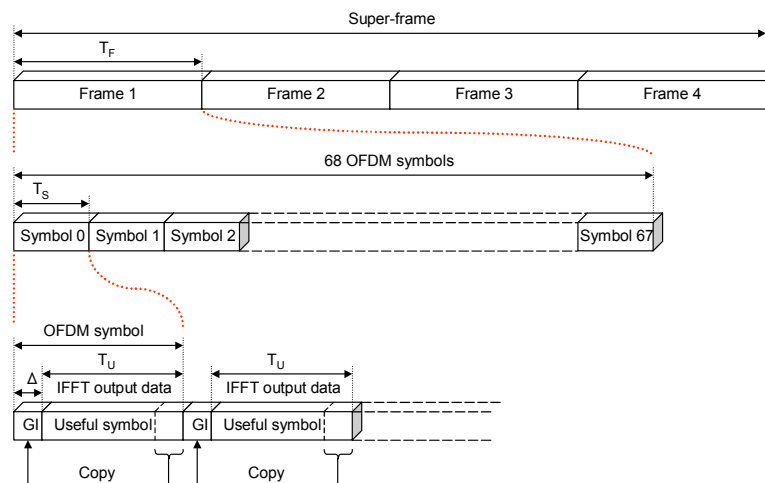 Super-frame
T_F
Frame 1 Frame 2 Frame 3 Frame 4
68 OFDM symbols
T_S
Symbol 0 Symbol 1 Symbol 2 Symbol 67
OFDM symbol
T_U T_U
Δ IFFT output data IFFT output data
GI Useful symbol GI Useful symbol
Copy Copy